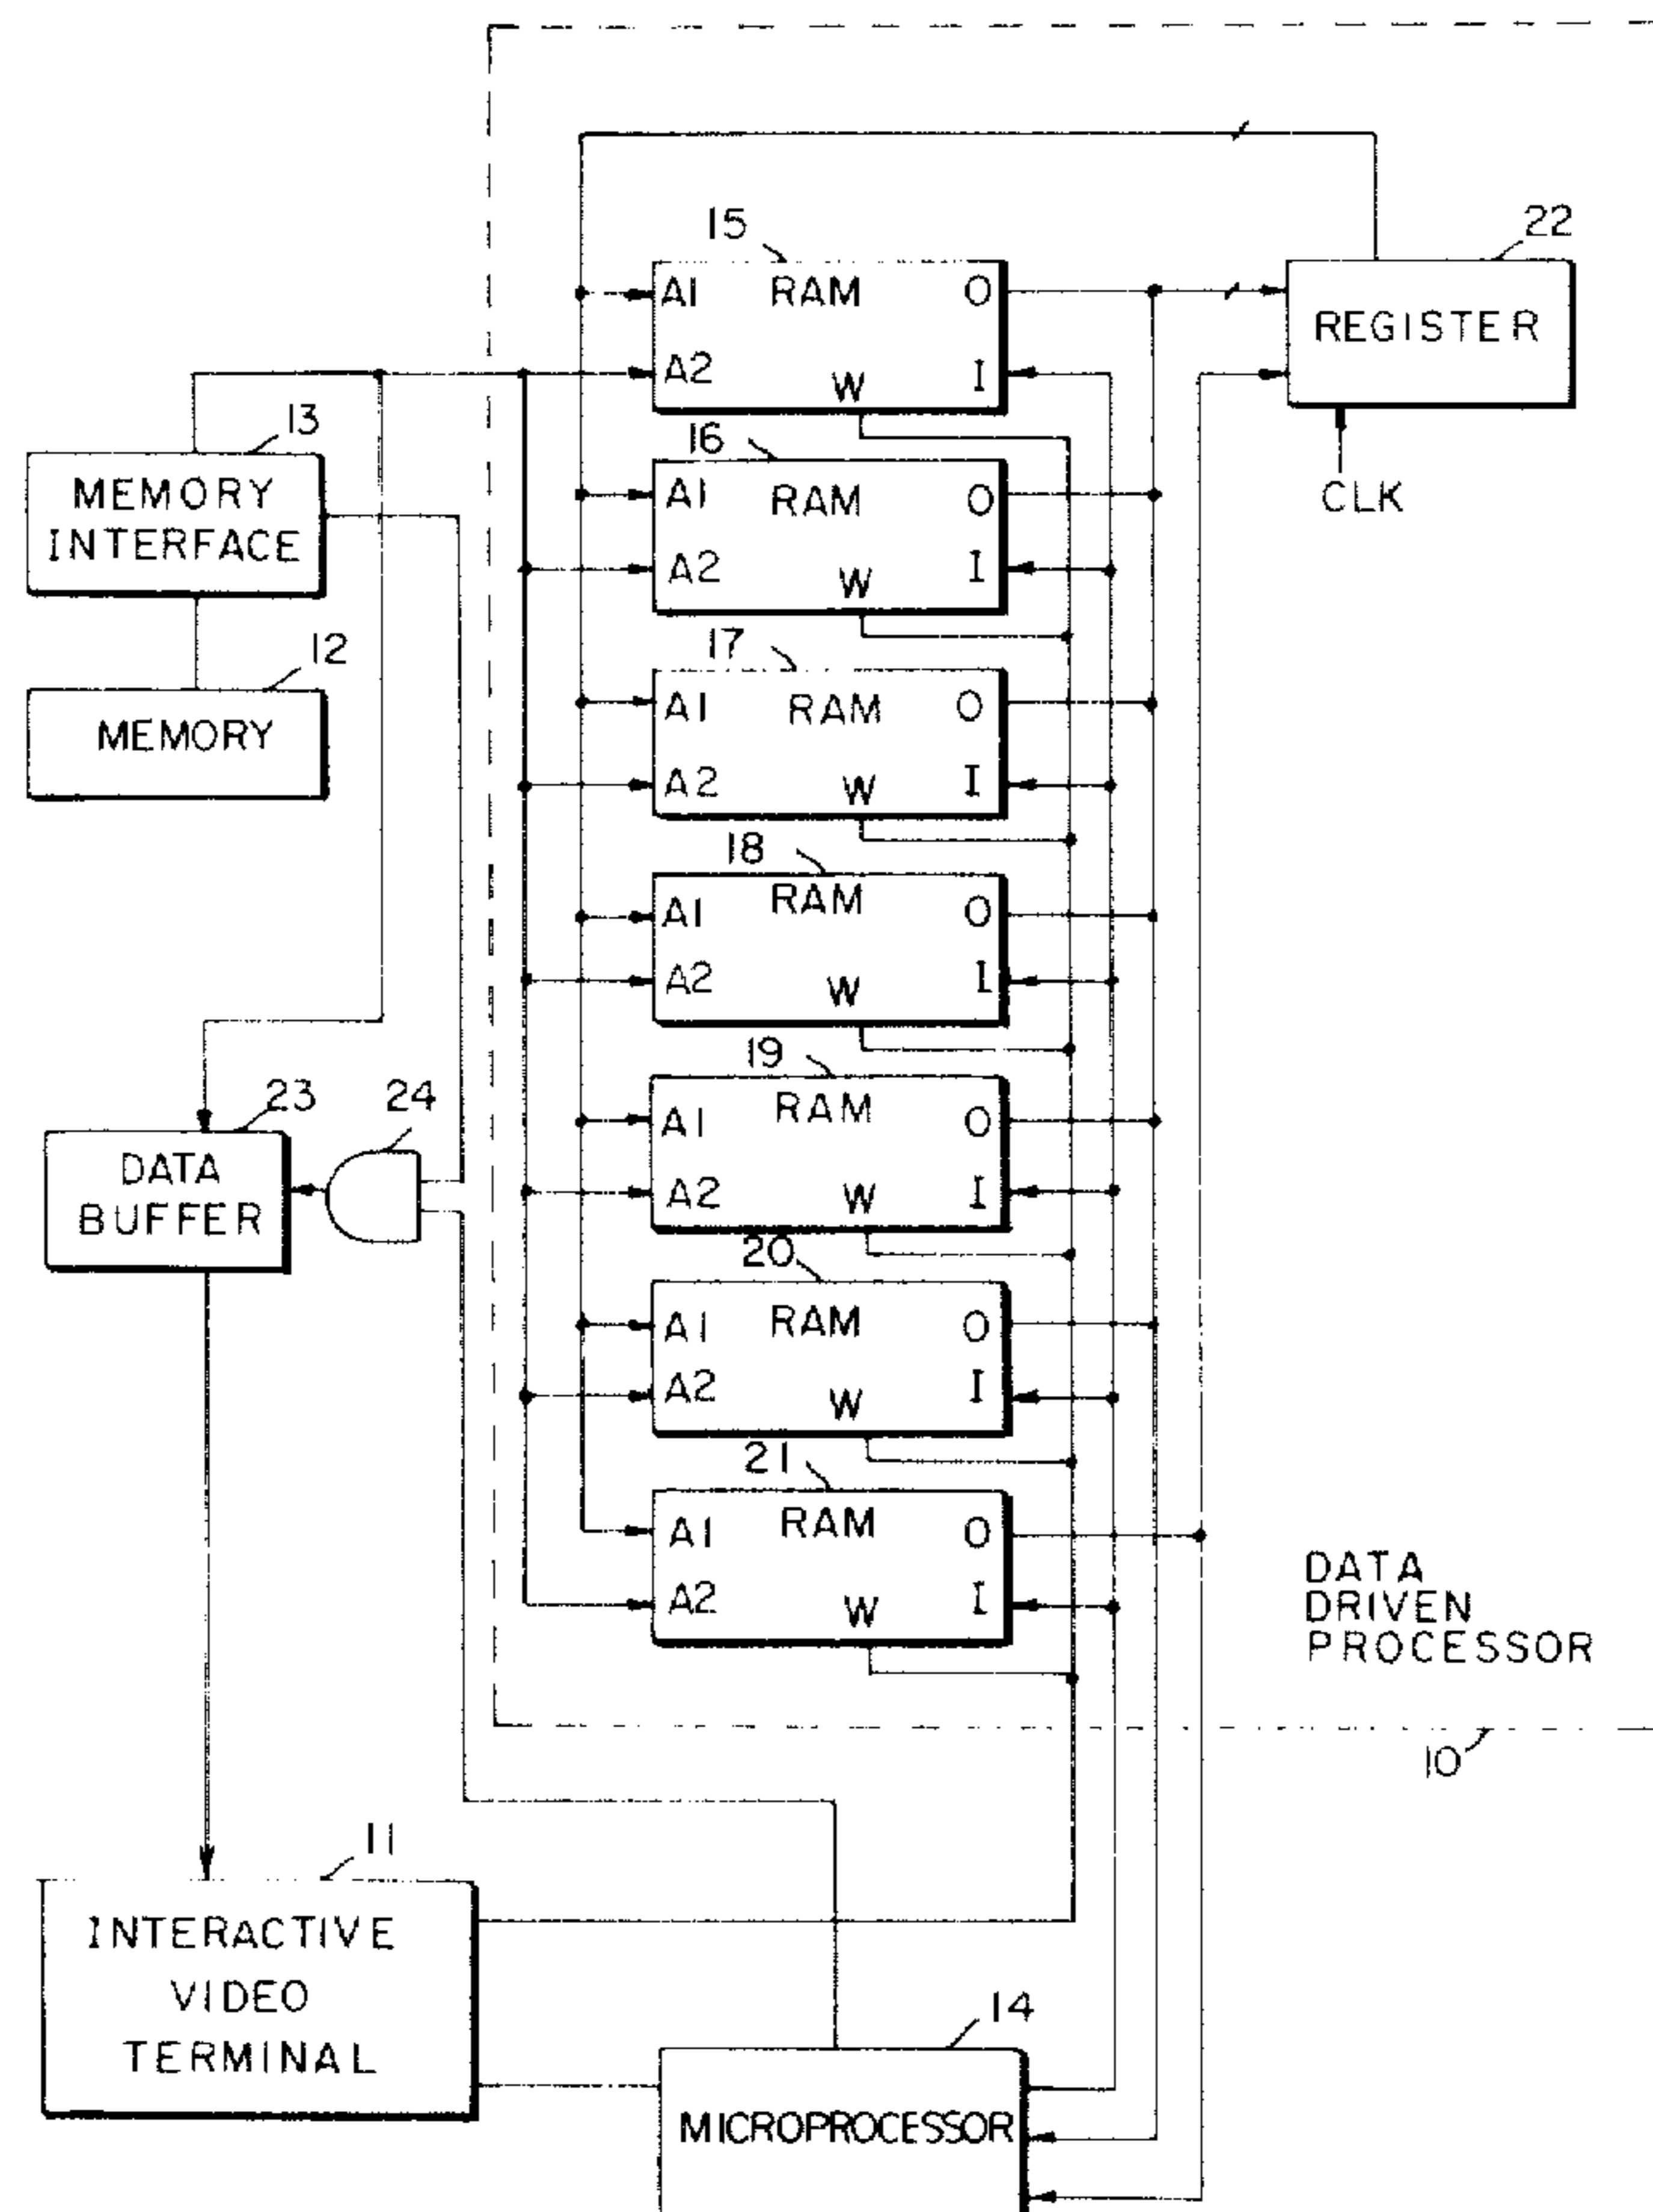 15
A1 RAM O
A2 W I
22
REGISTER
CLK
13
MEMORY
INTERFACE
16
A1 RAM O
A2 W I
12
MEMORY
17
A1 RAM O
A2 W I
18
A1 RAM O
A2 W I
19
A1 RAM O
A2 W I
23
DATA
BUFFER
24
20
A1 RAM O
A2 W I
21
A1 RAM O
A2 W I
DATA
DRIVEN
PROCESSOR
10
11
INTERACTIVE
VIDEO
TERMINAL
14
MICROPROCESSOR